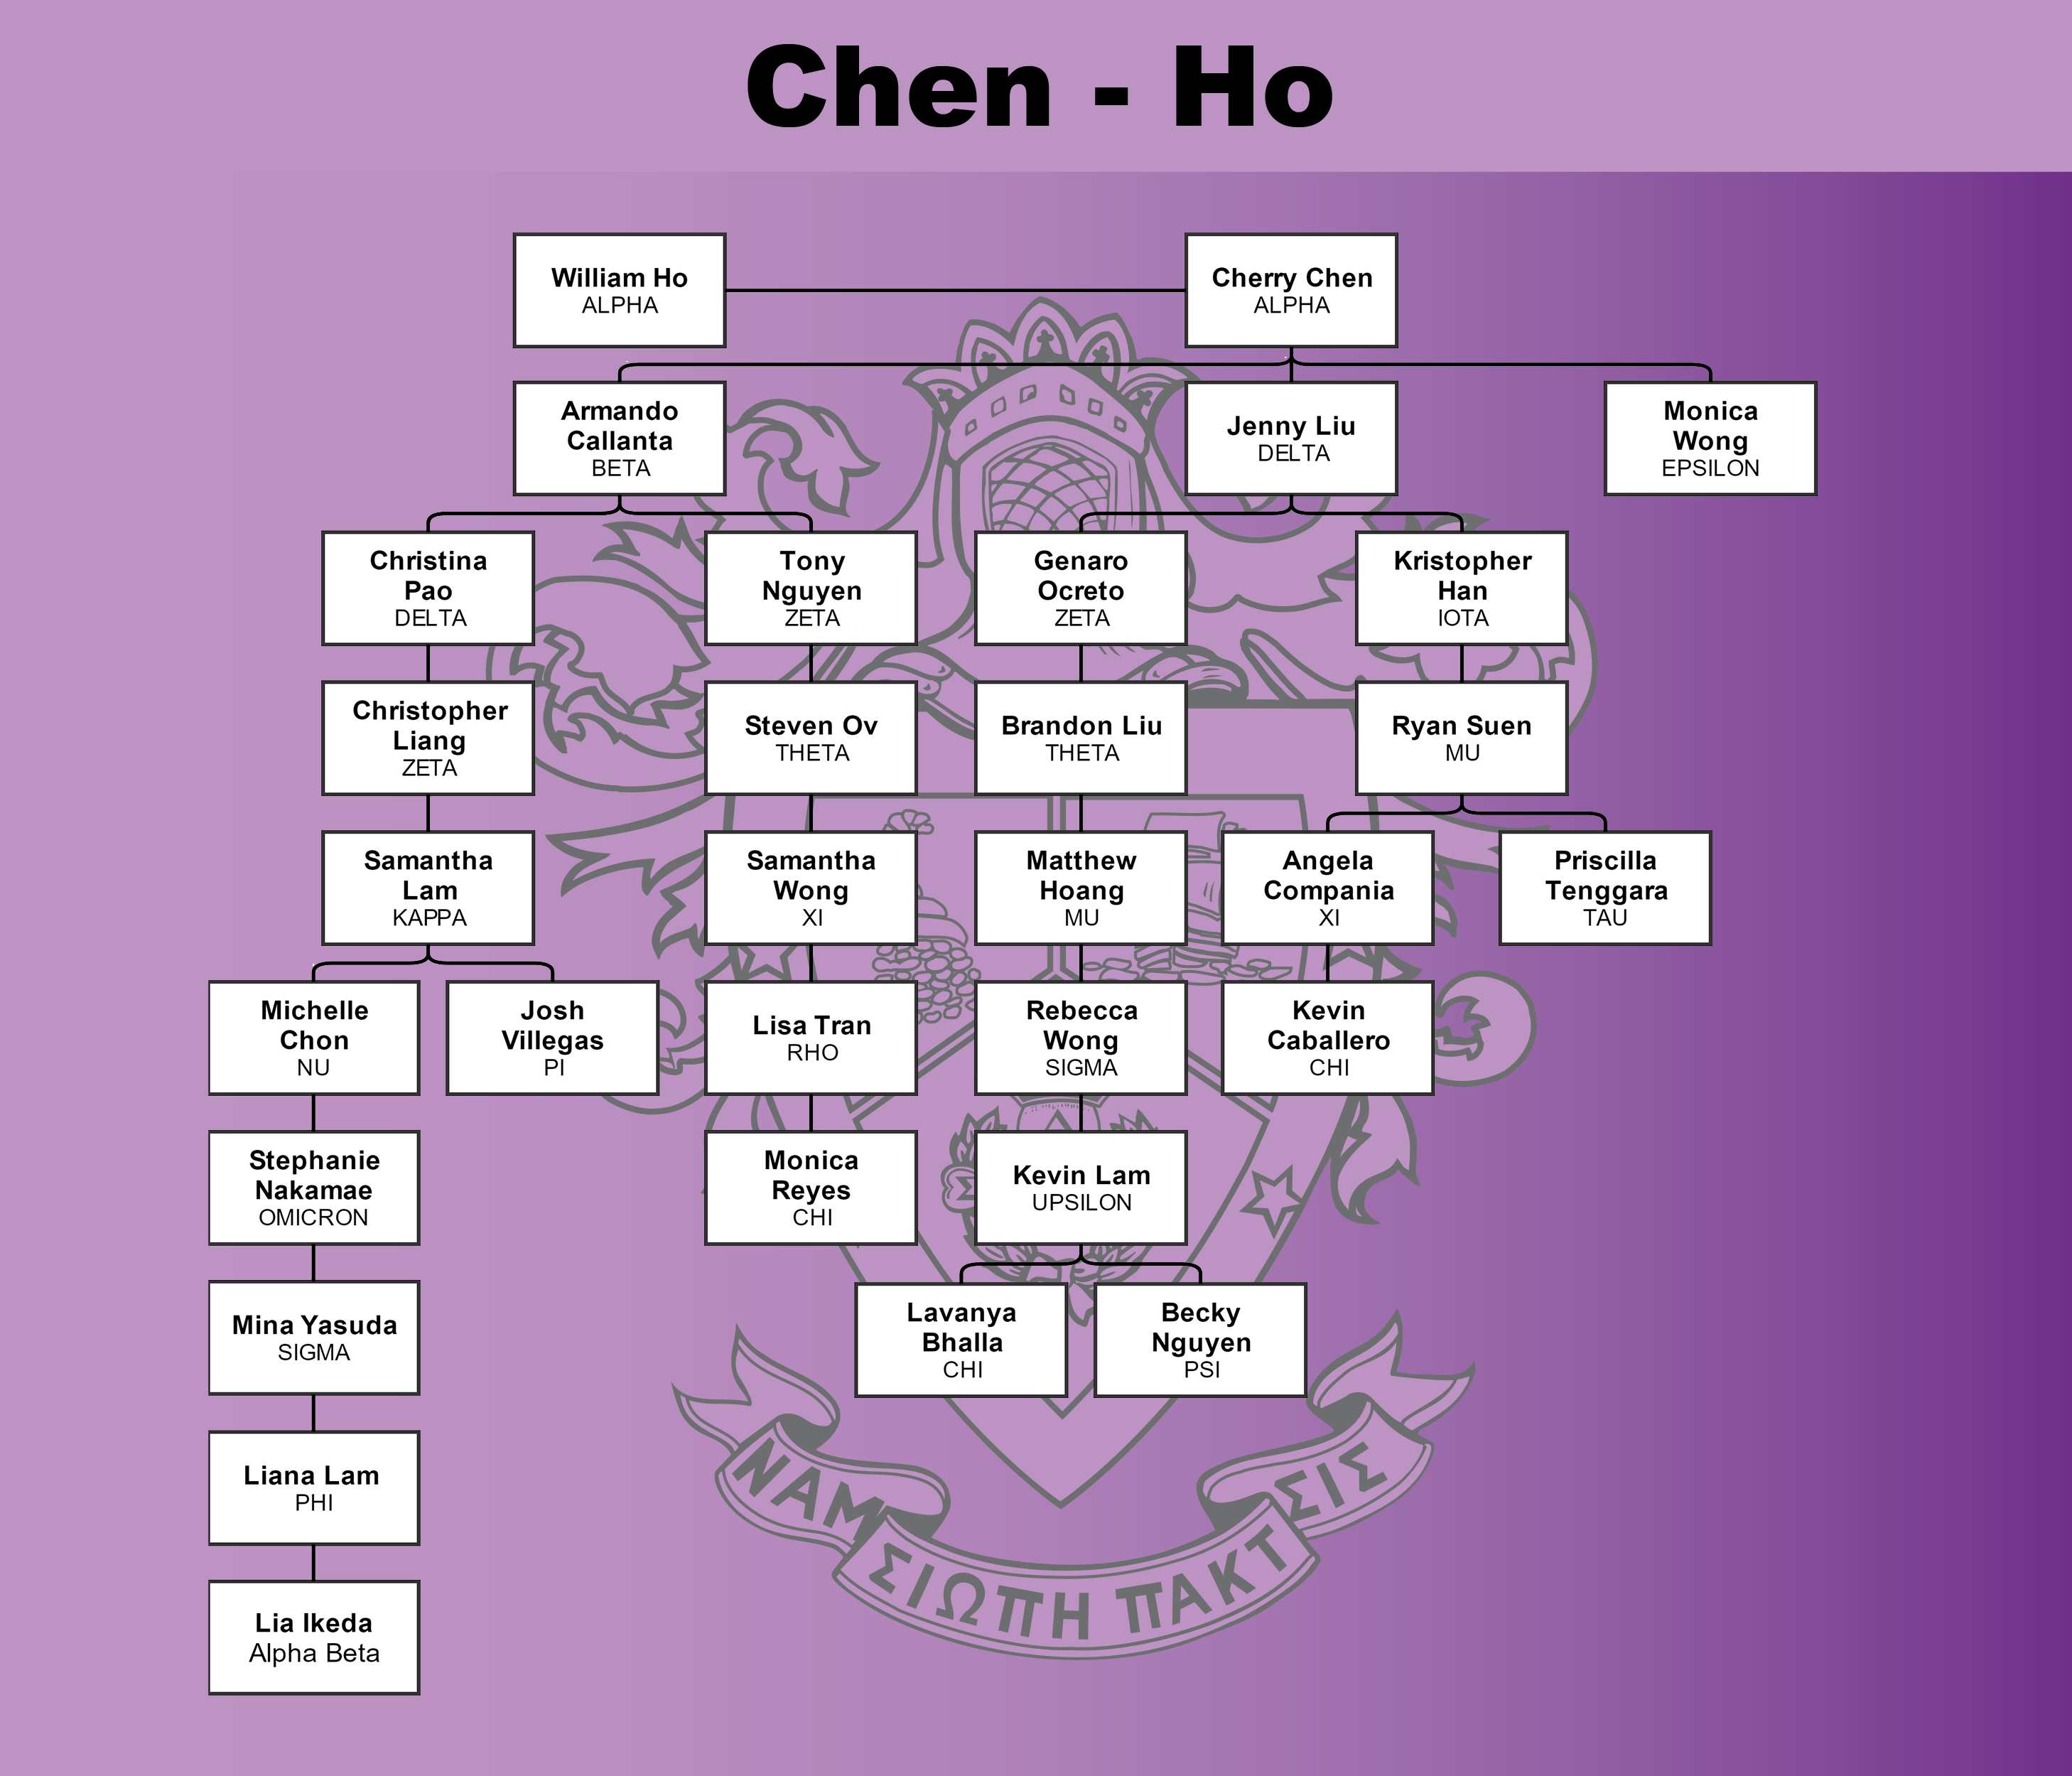 Chen - Ho
William Ho
ALPHA
Cherry Chen
ALPHA
Armando
Callanta
BETA
Jenny Liu
DELTA
Monica
Wong
EPSILON
Christina
Pao
DELTA
Tony
Nguyen
ZETA
Genaro
Ocreto
ZETA
Kristopher
Han
IOTA
Christopher
Liang
ZETA
Steven Ov
THETA
Brandon Liu
THETA
Ryan Suen
MU
Samantha
Lam
KAPPA
Samantha
Wong
XI
Matthew
Hoang
MU
Angela
Compania
XI
Priscilla
Tenggara
TAU
Michelle
Chon
NU
Josh
Villegas
PI
Lisa Tran
RHO
Rebecca
Wong
SIGMA
Kevin
Caballero
CHI
Stephanie
Nakamae
OMICRON
Monica
Reyes
CHI
Kevin Lam
UPSILON
Mina Yasuda
SIGMA
Lavanya
Bhalla
CHI
Becky
Nguyen
PSI
Liana Lam
PHI
Lia Ikeda
Alpha Beta
ΝΑΜ ΣΙΩΠΗ ΠΑΚΤ ΣΙΣ